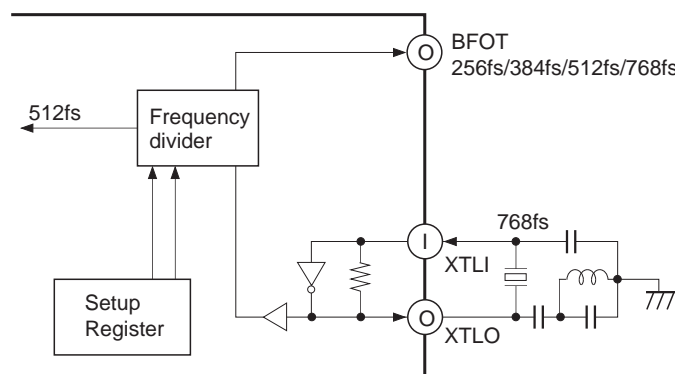 O
BFOT
256fs/384fs/512fs/768fs
512fs
Frequency
divider
I
768fs
XTLI
Setup
Register
O
XTLO